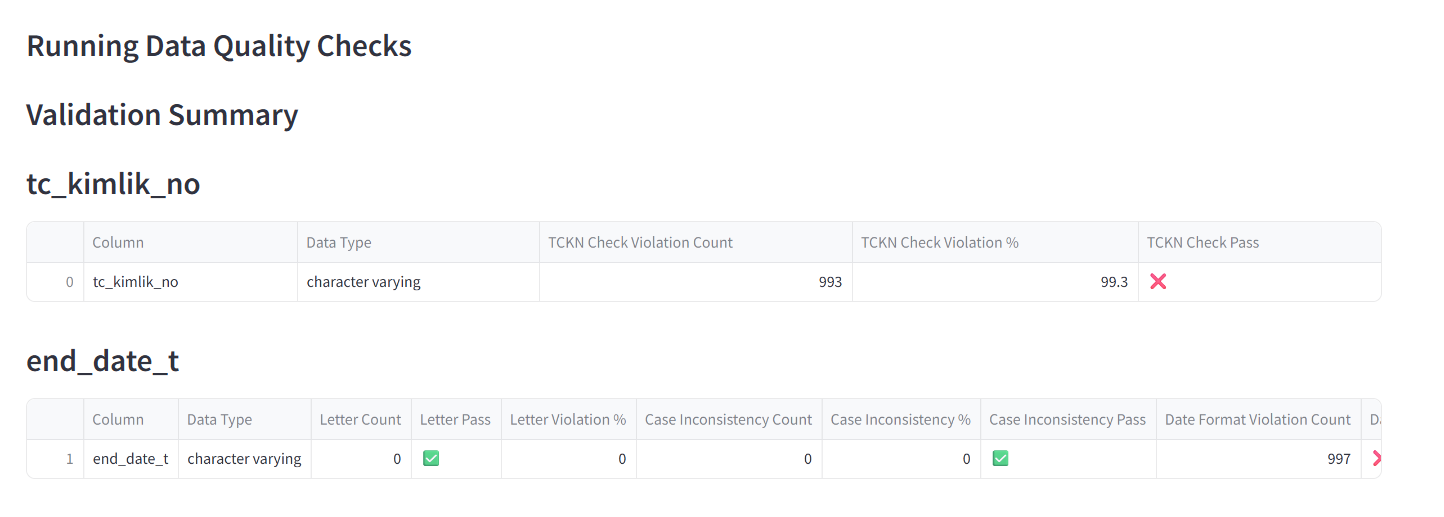 Running Data Quality Checks
Validation Summary
tc_kimlik_no
Column Data Type TCKN Check Violation Count TCKN Check Violation % TCKN Check Pass
0 tc_kimlik_no character varying 993 99.3 ❌
end_date_t
Column Data Type Letter Count Letter Pass Letter Violation % Case Inconsistency Count Case Inconsistency % Case Inconsistency Pass Date Format Violation Count
1 end_date_t character varying 0 ✅ 0 0 0 ✅ 997 ❌